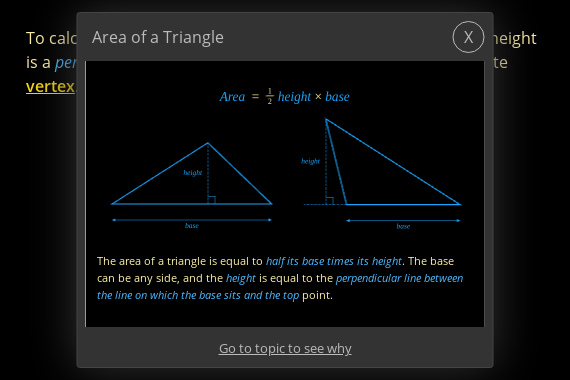 To calc
height
is a per
te
vertex
Area of a Triangle
X
Area = 1/2 height × base
height
base
height
base
The area of a triangle is equal to half its base times its height. The base
can be any side, and the height is equal to the perpendicular line between
the line on which the base sits and the top point.
Go to topic to see why